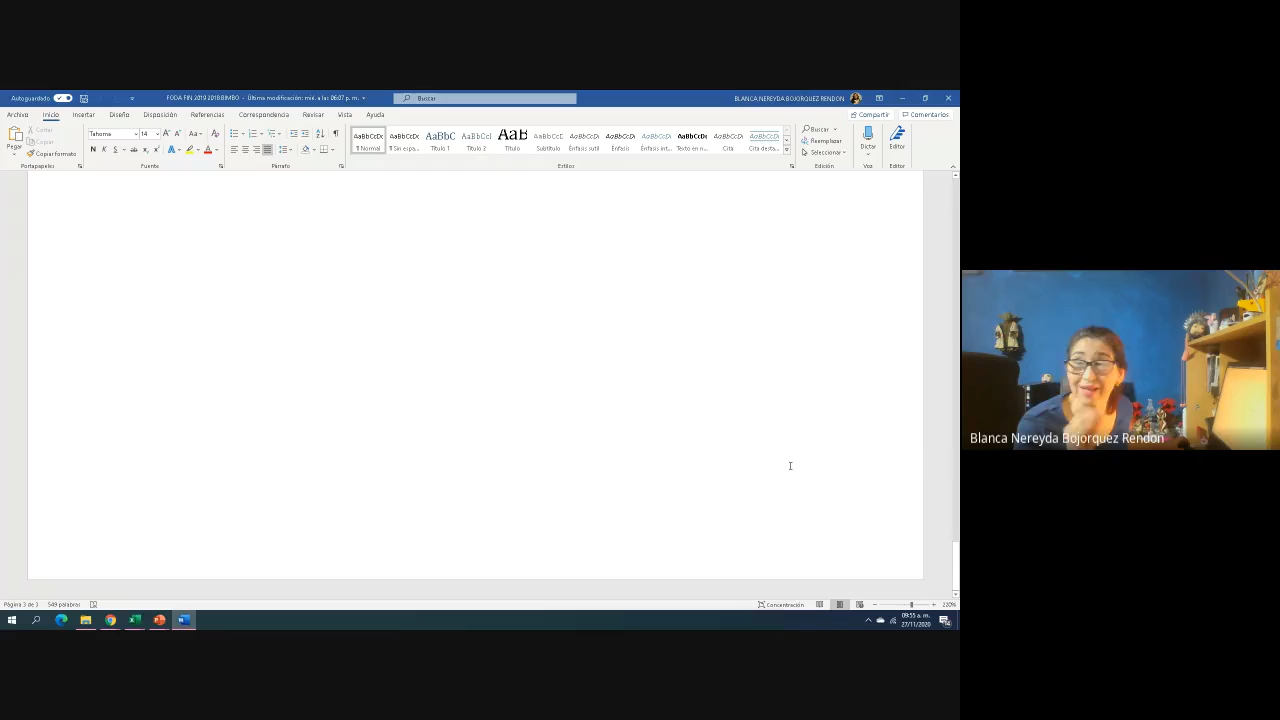 Autoguardado
FODA FIN 2019 2018 BIMBO - Última modificación: mié. a la: 06:07 p. m.
Buscar
BLANCA NEREYDA BOJORQUEZ RENDON
Archivo Inicio Insertar Diseño Disposición Referencias Correspondencia Revisar Vista Ayuda
Compartir Comentarios
Pegar
Cortar
Copiar
Copiar formato
Portapapeles
Tahoma 14
N K S
Fuente
Párrafo
AaBbCcDc AaBbCcDc AaBbC AaBbCcI AaB AaBbCcD AaBbCcDi AaBbCcDi AaBbCcDi AaBbCcDc AaBbCcDi AaBbCcDi
¶ Normal ¶ Sin espa... Título 1 Título 2 Título Subtítulo Énfasis sutil Énfasis Énfasis int... Texto en n... Cita Cita desta...
Estilos
Buscar
Reemplazar
Seleccionar
Edición
Dictar
Voz
Editor
Editor
Blanca Nereyda Bojorquez Rendon
Página 3 de 3 549 palabras
Concentración
220%
09:55 a. m.
27/11/2020